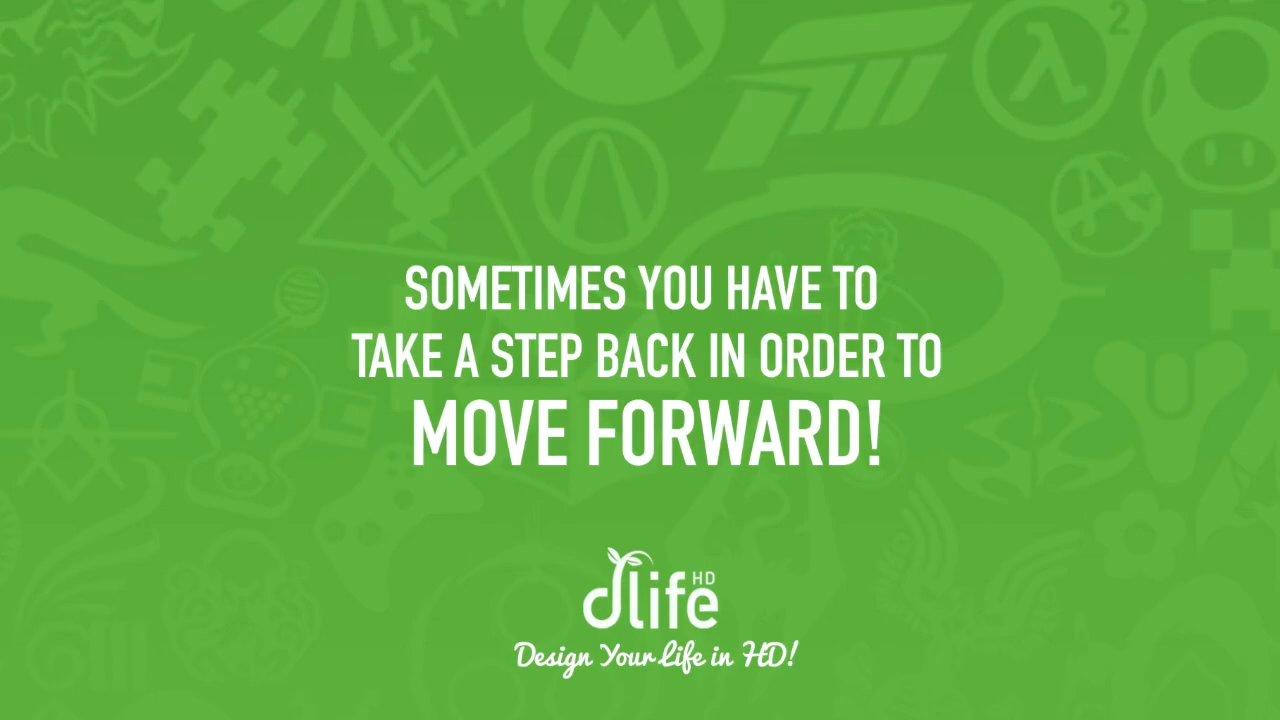 SOMETIMES YOU HAVE TO
TAKE A STEP BACK IN ORDER TO
MOVE FORWARD!
dlife HD
Design Your Life in HD!